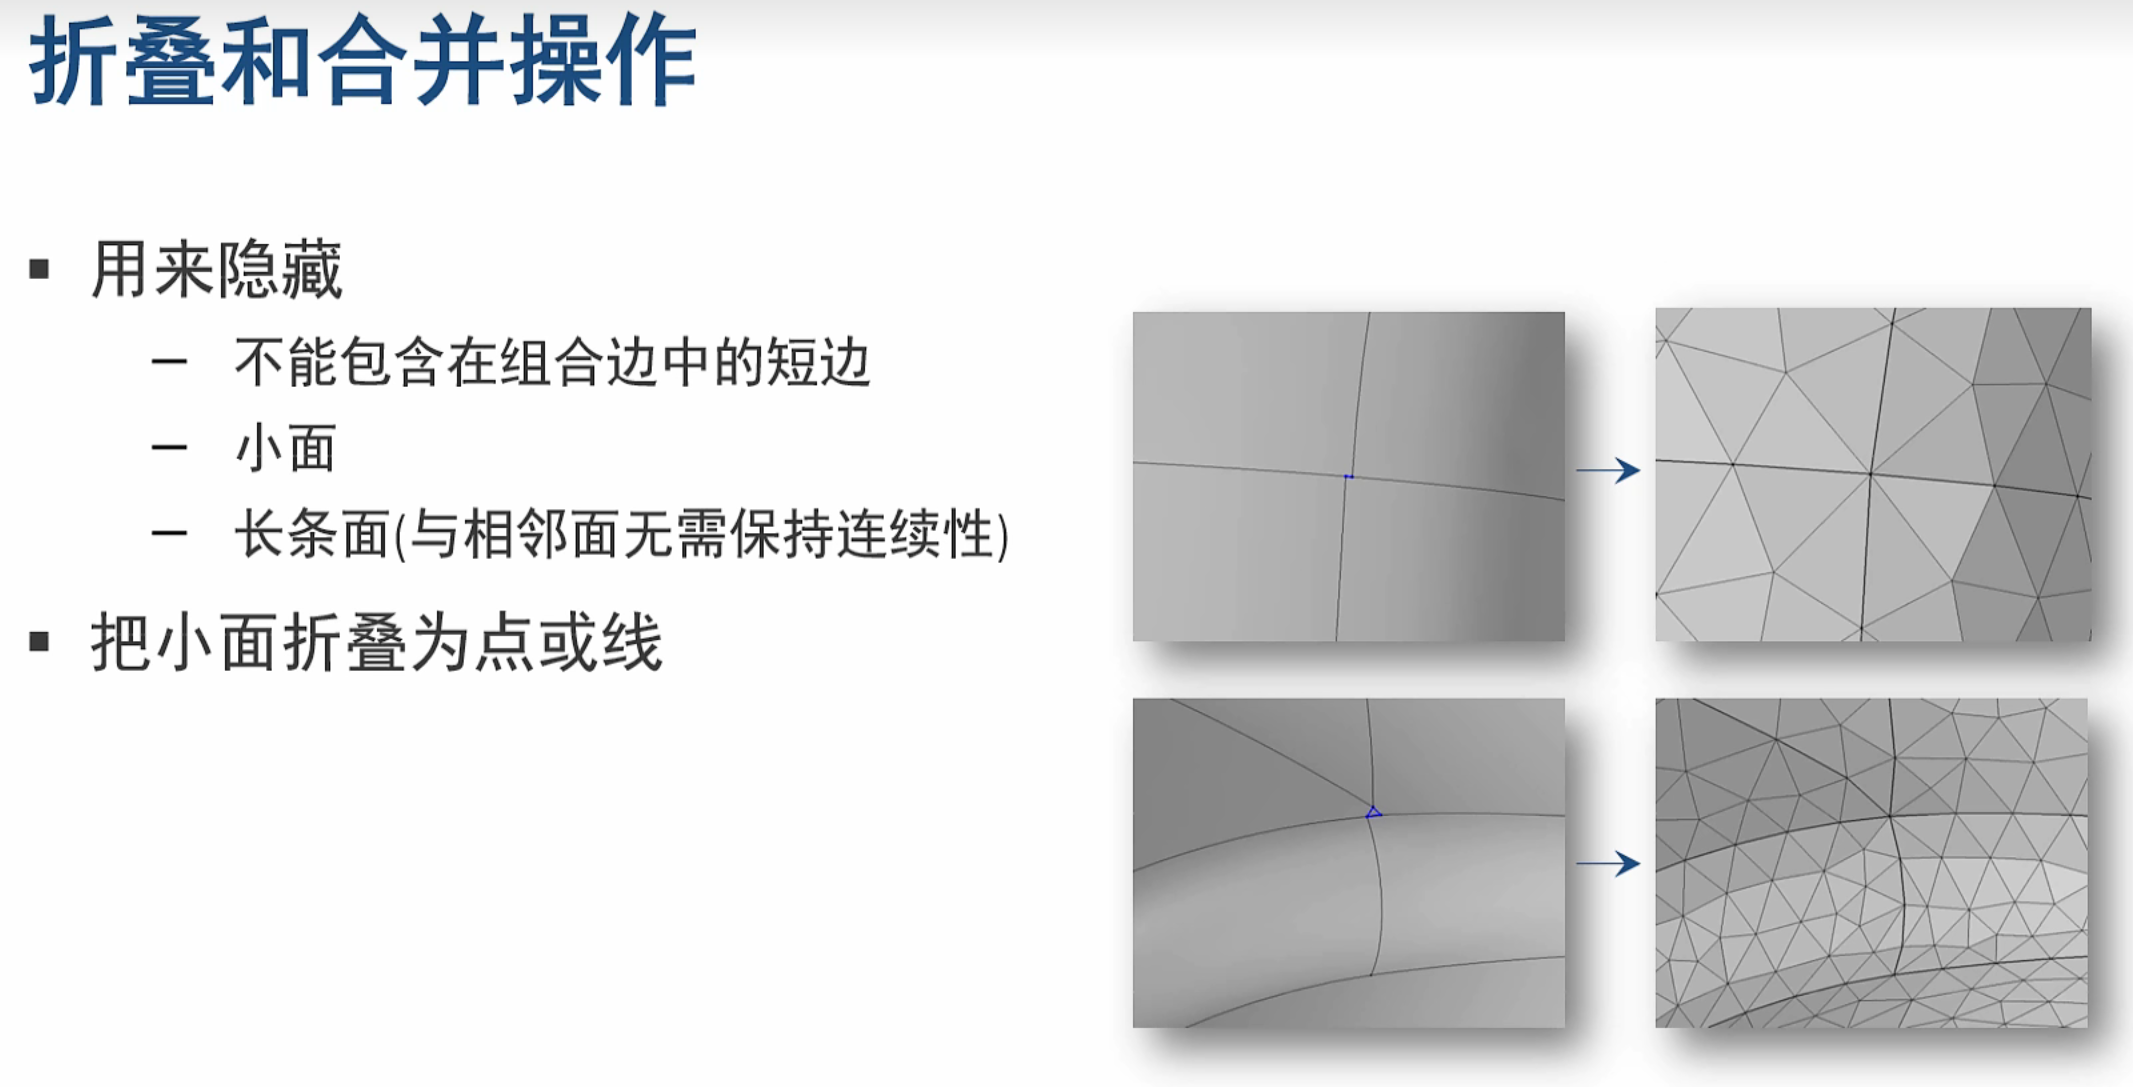 折叠和合并操作
▪ 用来隐藏
– 不能包含在组合边中的短边
– 小面
– 长条面(与相邻面无需保持连续性)
▪ 把小面折叠为点或线